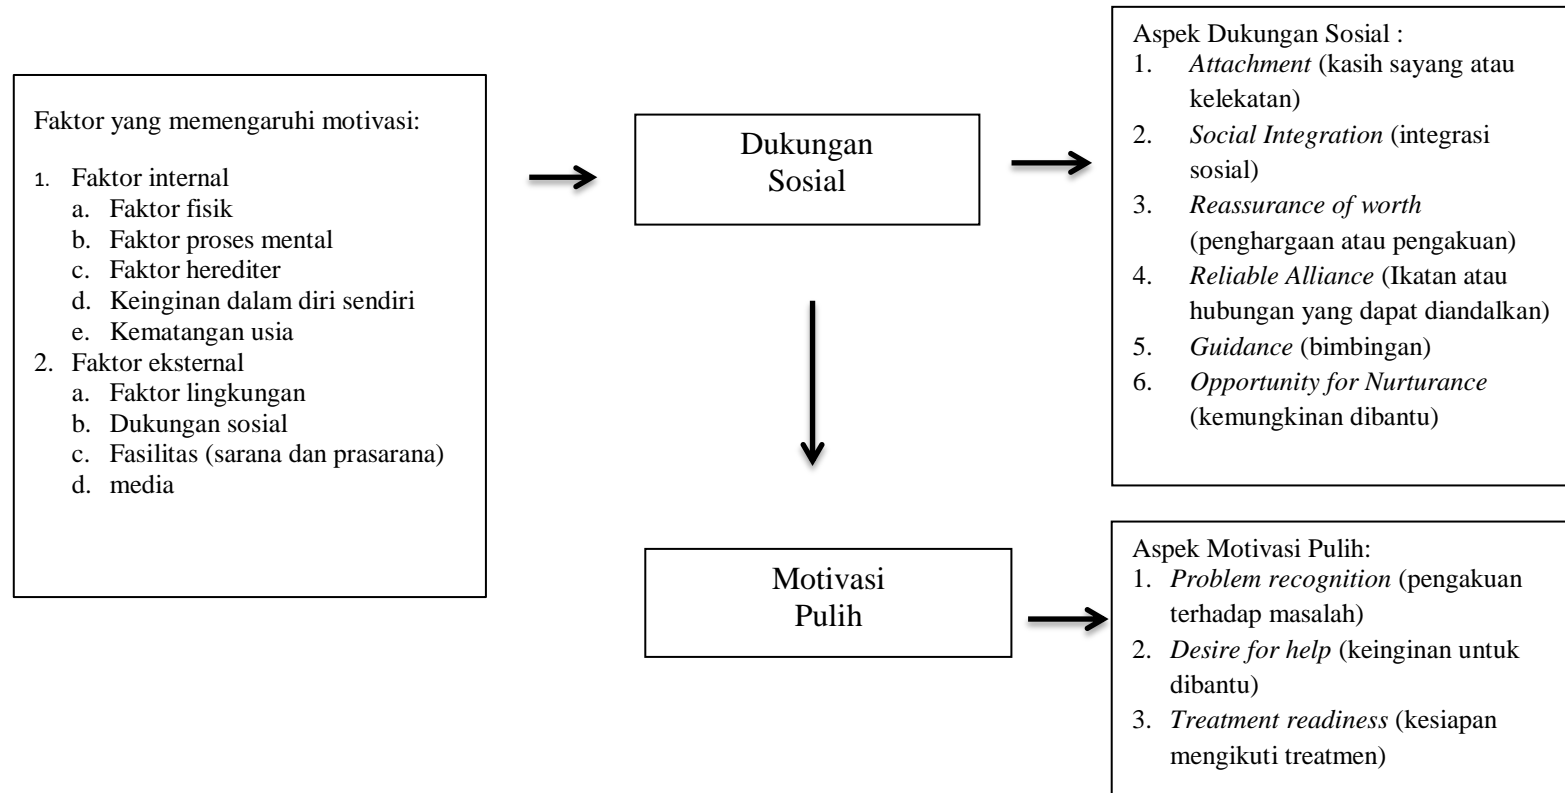 Faktor yang memengaruhi motivasi:
1. Faktor internal
a. Faktor fisik
b. Faktor proses mental
c. Faktor herediter
d. Keinginan dalam diri sendiri
e. Kematangan usia
2. Faktor eksternal
a. Faktor lingkungan
b. Dukungan sosial
c. Fasilitas (sarana dan prasarana)
d. media
Dukungan
Sosial
Aspek Dukungan Sosial :
1. Attachment (kasih sayang atau
kelekatan)
2. Social Integration (integrasi
sosial)
3. Reassurance of worth
(penghargaan atau pengakuan)
4. Reliable Alliance (Ikatan atau
hubungan yang dapat diandalkan)
5. Guidance (bimbingan)
6. Opportunity for Nurturance
(kemungkinan dibantu)
Motivasi
Pulih
Aspek Motivasi Pulih:
1. Problem recognition (pengakuan
terhadap masalah)
2. Desire for help (keinginan untuk
dibantu)
3. Treatment readiness (kesiapan
mengikuti treatmen)